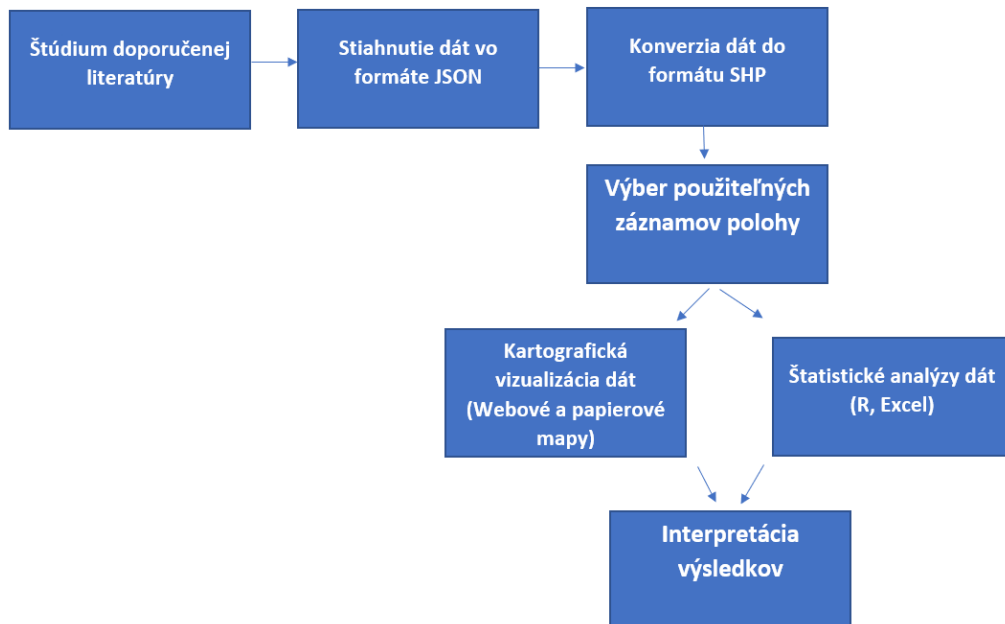 Štúdium doporučenej
literatúry
Stiahnutie dát vo
formáte JSON
Konverzia dát do
formátu SHP
Výber použiteľných
záznamov polohy
Kartografická
vizualizácia dát
(Webové a papierové
mapy)
Štatistické analýzy dát
(R, Excel)
Interpretácia
výsledkov